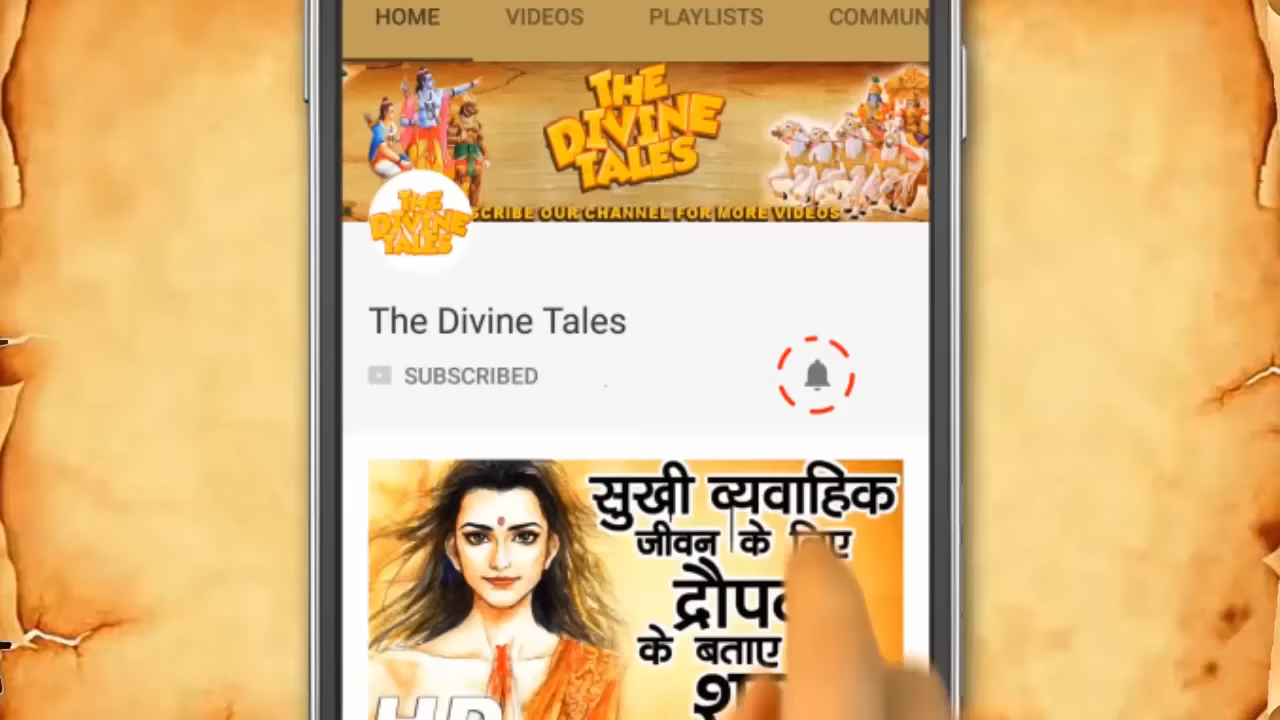 HOME VIDEOS PLAYLISTS COMMUN
THE
DIVINE
TALES
SCRIBE OUR CHANNEL FOR MORE VIDEOS
THE
DIVINE
TALES
The Divine Tales
SUBSCRIBED
सुखी व्यवाहिक
जीवन के
के बताए
HD